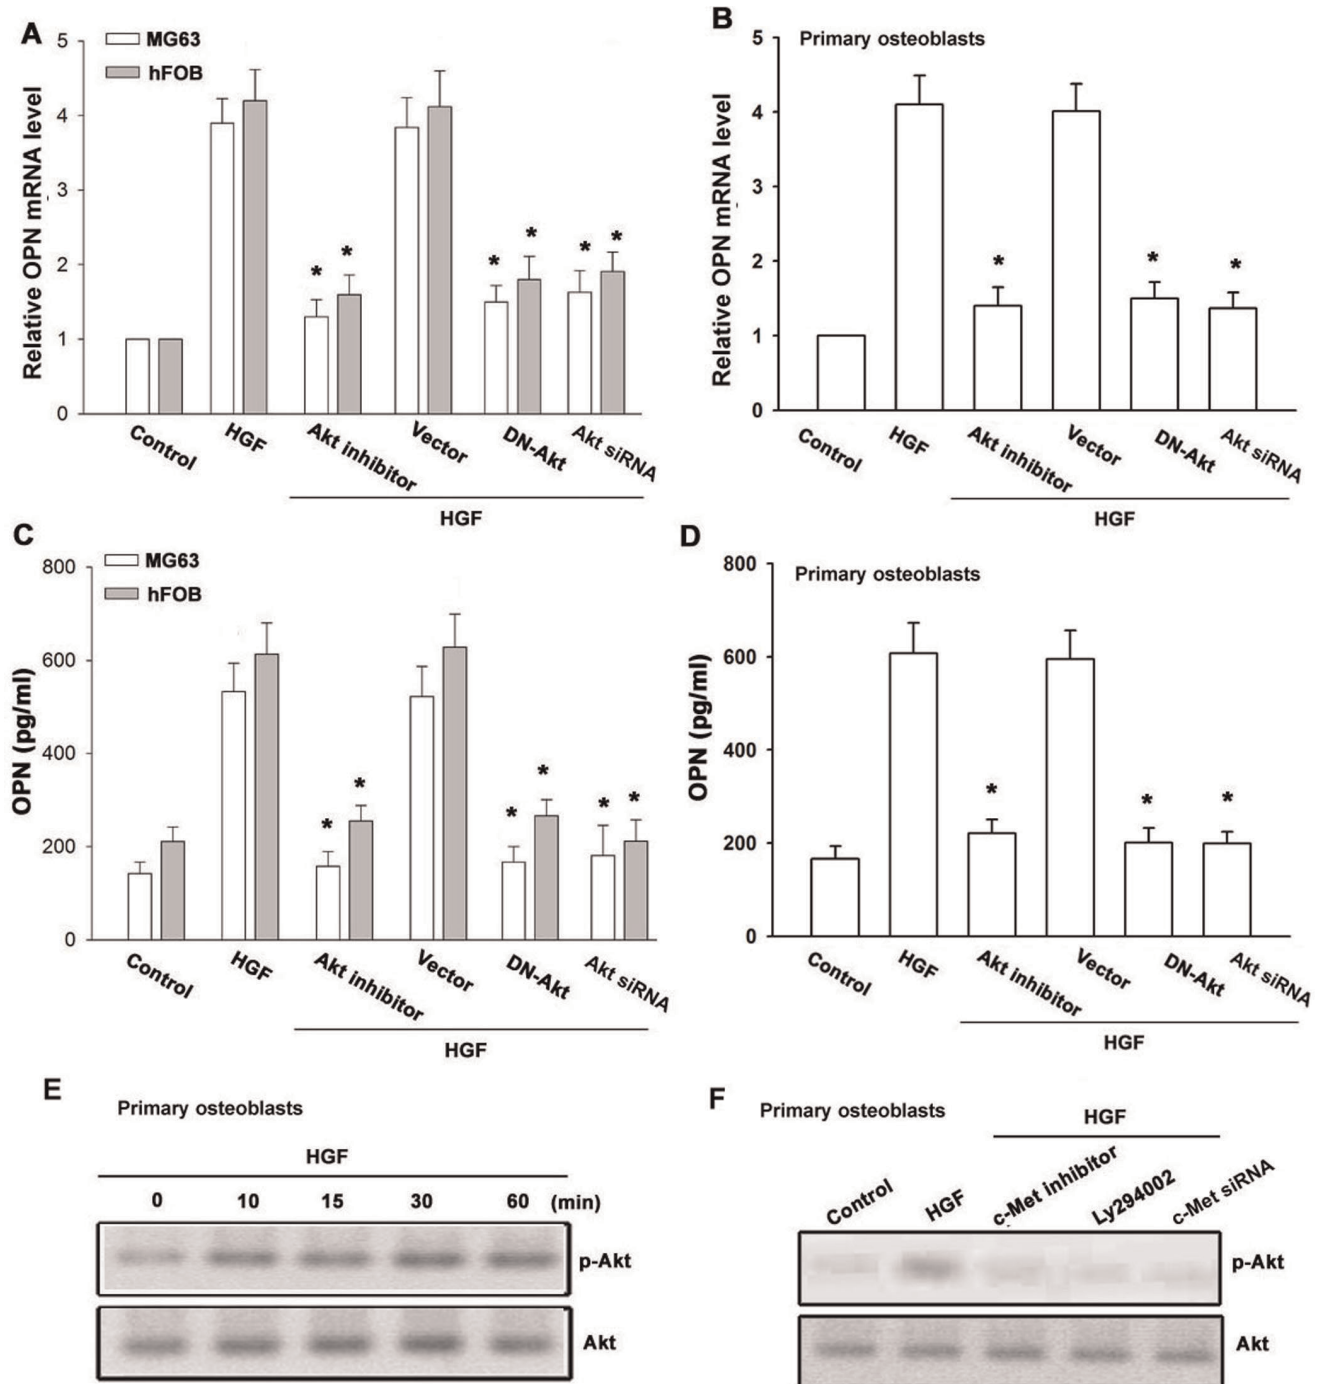 A
MG63
hFOB
Relative OPN mRNA level
5
4
3
2
1
0
* * * * * *
Control HGF Akt inhibitor Vector DN-Akt Akt siRNA
HGF
B
Primary osteoblasts
Relative OPN mRNA level
5
4
3
2
1
0
* * *
Control HGF Akt inhibitor Vector DN-Akt Akt siRNA
HGF
C
MG63
hFOB
OPN (pg/ml)
800
600
400
200
0
* * * * * *
Control HGF Akt inhibitor Vector DN-Akt Akt siRNA
HGF
D
Primary osteoblasts
OPN (pg/ml)
800
600
400
200
0
* * *
Control HGF Akt inhibitor Vector DN-Akt Akt siRNA
HGF
E
Primary osteoblasts
HGF
0 10 15 30 60 (min)
p-Akt
Akt
F
Primary osteoblasts
HGF
Control HGF c-Met inhibitor Ly294002 c-Met siRNA
p-Akt
Akt